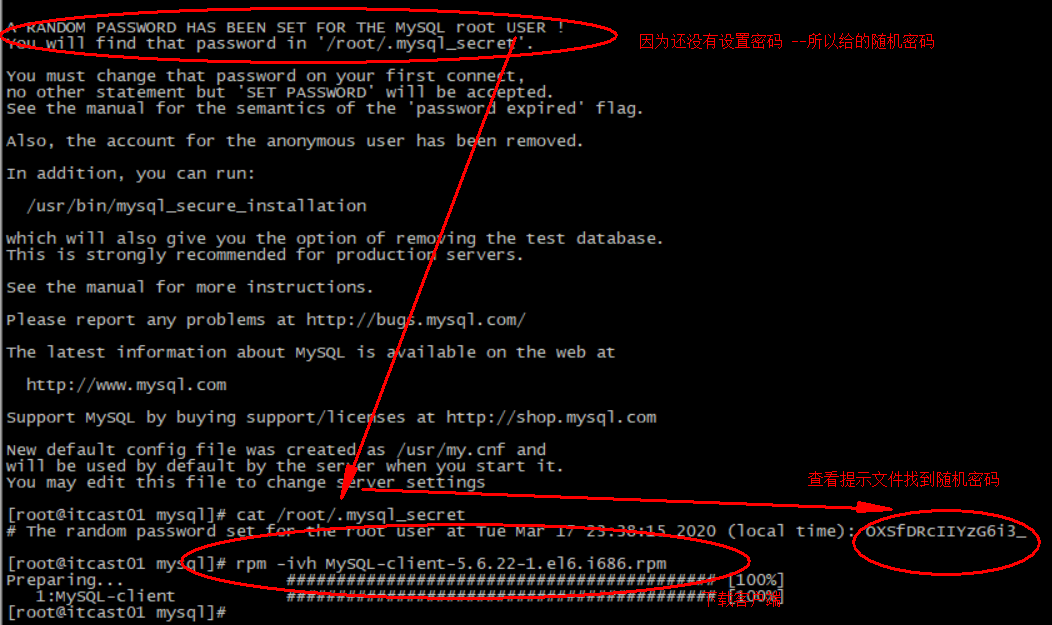 A RANDOM PASSWORD HAS BEEN SET FOR THE MySQL root USER !
You will find that password in '/root/.mysql_secret'.
因为还没有设置密码 --所以给的随机密码
You must change that password on your first connect,
no other statement but 'SET PASSWORD' will be accepted.
See the manual for the semantics of the 'password expired' flag.
Also, the account for the anonymous user has been removed.
In addition, you can run:
/usr/bin/mysql_secure_installation
which will also give you the option of removing the test database.
This is strongly recommended for production servers.
See the manual for more instructions.
Please report any problems at http://bugs.mysql.com/
The latest information about MySQL is available on the web at
http://www.mysql.com
Support MySQL by buying support/licenses at http://shop.mysql.com
New default config file was created as /usr/my.cnf and
will be used by default by the server when you start it.
You may edit this file to change server settings
查看提示文件找到随机密码
[root@itcast01 mysql]# cat /root/.mysql_secret
# The random password set for the root user at Tue Mar 17 23:38:15 2020 (local time): OXSfDRcIIYzG6i3_
[root@itcast01 mysql]# rpm -ivh MySQL-client-5.6.22-1.el6.i686.rpm
Preparing... ########################################### [100%]
1:MySQL-client ########################################### [100%]
下载客户端
[root@itcast01 mysql]#